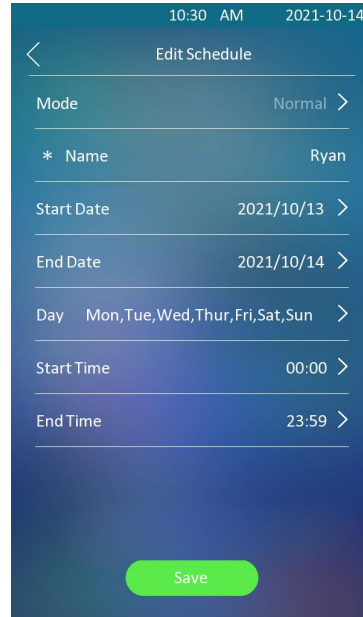 10:30 AM 2021-10-14
Edit Schedule
Mode Normal
* Name Ryan
Start Date 2021/10/13
End Date 2021/10/14
Day Mon,Tue,Wed,Thur,Fri,Sat,Sun
Start Time 00:00
End Time 23:59
Save